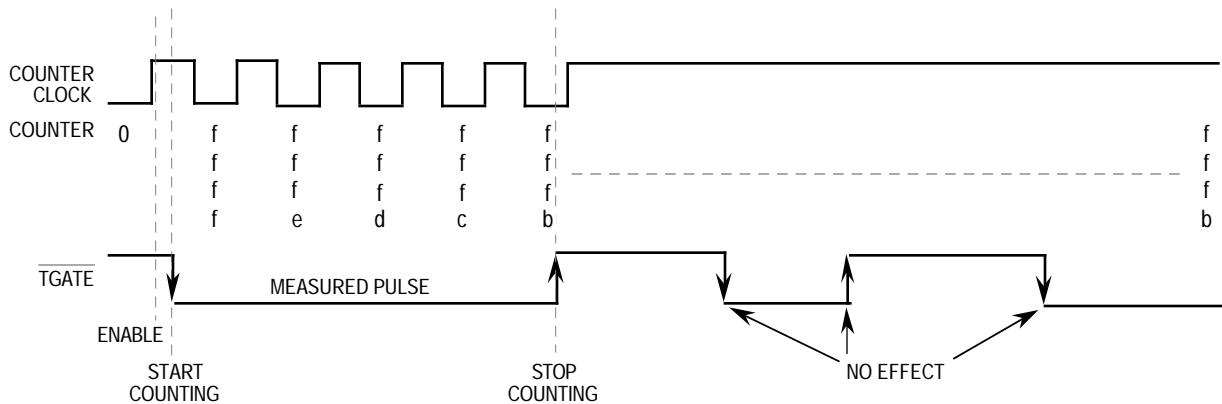 COUNTER
CLOCK
COUNTER 0 f f f f f f
f f f f f f
f f f f f f
f e d c b b
TGATE
MEASURED PULSE
ENABLE
START
COUNTING
STOP
COUNTING
NO EFFECT